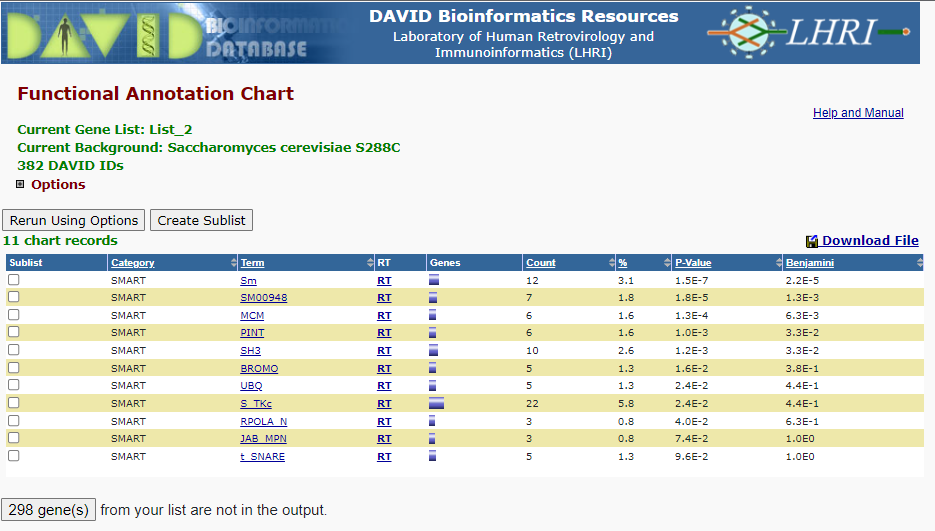 DAVID BIOINFORMATICS DATABASE
DAVID Bioinformatics Resources
Laboratory of Human Retrovirology and
Immunoinformatics (LHRI)
LHRI
Functional Annotation Chart
Help and Manual
Current Gene List: List_2
Current Background: Saccharomyces cerevisiae S288C
382 DAVID IDs
Options
Rerun Using Options Create Sublist
11 chart records Download File
Sublist Category Term RT Genes Count % P-Value Benjamini
SMART Sm RT 12 3.1 1.5E-7 2.2E-5
SMART SM00948 RT 7 1.8 1.8E-5 1.3E-3
SMART MCM RT 6 1.6 1.3E-4 6.3E-3
SMART PINT RT 6 1.6 1.0E-3 3.3E-2
SMART SH3 RT 10 2.6 1.2E-3 3.3E-2
SMART BROMO RT 5 1.3 1.6E-2 3.8E-1
SMART UBQ RT 5 1.3 2.4E-2 4.4E-1
SMART S_TKc RT 22 5.8 2.4E-2 4.4E-1
SMART RPOLA_N RT 3 0.8 4.0E-2 6.3E-1
SMART JAB_MPN RT 3 0.8 7.4E-2 1.0E0
SMART t_SNARE RT 5 1.3 9.6E-2 1.0E0
298 gene(s) from your list are not in the output.